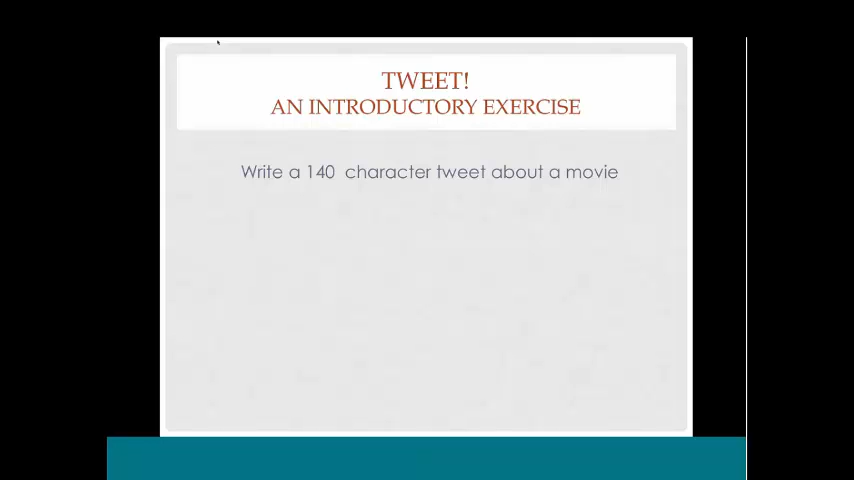 TWEET!
AN INTRODUCTORY EXERCISE
Write a 140 character tweet about a movie